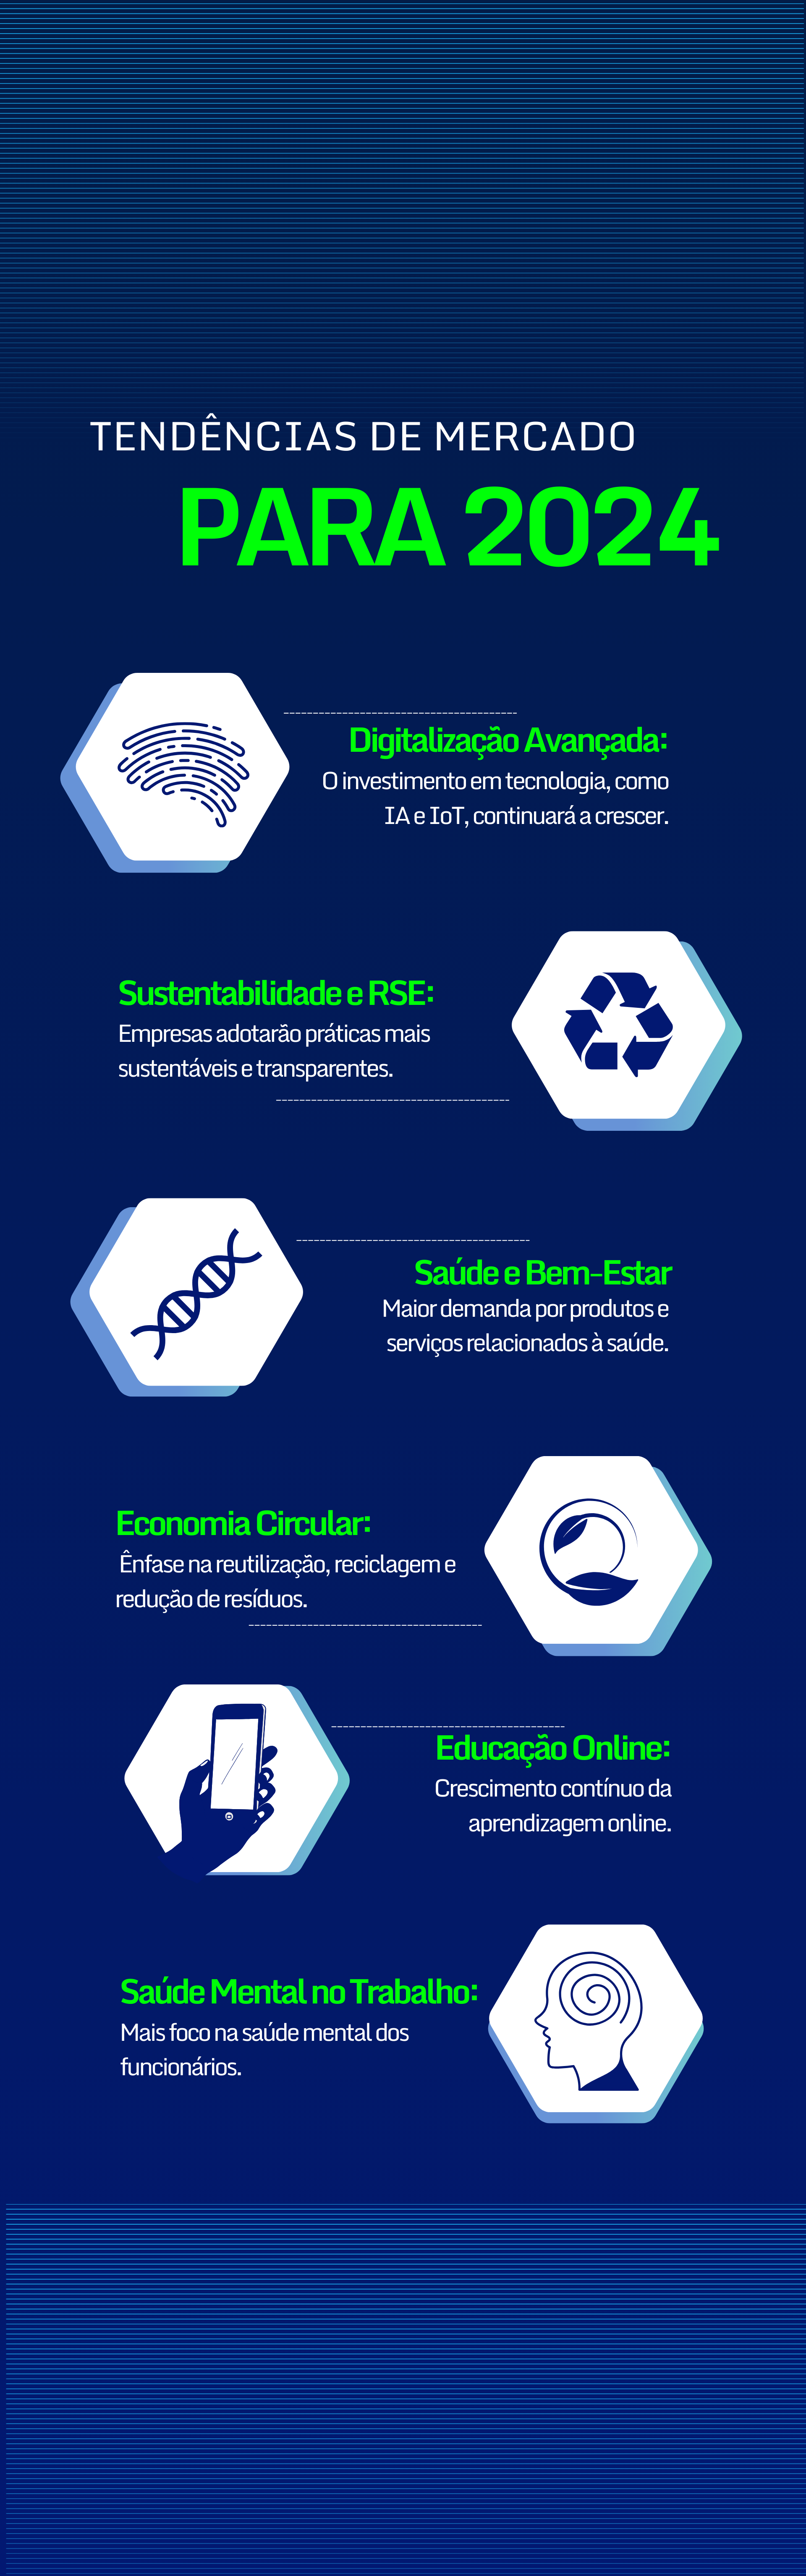 TENDÊNCIAS DE MERCADO
PARA 2024
Digitalização Avançada:
O investimento em tecnologia, como
IA e IoT, continuará a crescer.
Sustentabilidade e RSE:
Empresas adotarão práticas mais
sustentáveis e transparentes.
Saúde e Bem-Estar
Maior demanda por produtos e
serviços relacionados à saúde.
Economia Circular:
Ênfase na reutilização, reciclagem e
redução de resíduos.
Educação Online:
Crescimento contínuo da
aprendizagem online.
Saúde Mental no Trabalho:
Mais foco na saúde mental dos
funcionários.